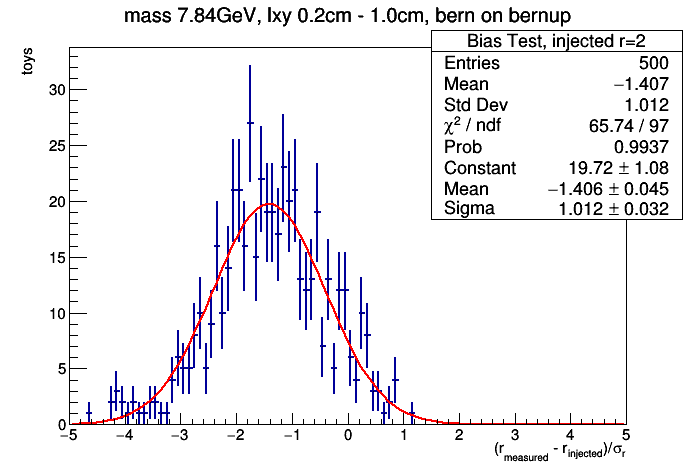 mass 7.84GeV, lxy 0.2cm - 1.0cm, bern on bernup
toys
Bias Test, injected r=2
Entries 500
Mean −1.407
Std Dev 1.012
χ² / ndf 65.74 / 97
Prob 0.9937
Constant 19.72 ± 1.08
Mean −1.406 ± 0.045
Sigma 1.012 ± 0.032
30
25
20
15
10
5
0
−5 −4 −3 −2 −1 0 1 2 3 4 5
(r_measured - r_injected)/σ_r